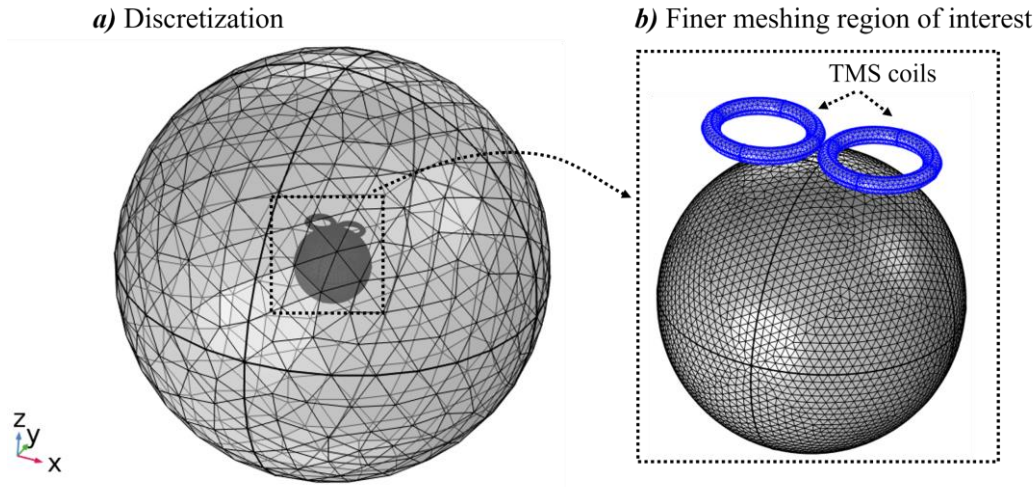 a) Discretization
b) Finer meshing region of interest
TMS coils
z
y
x